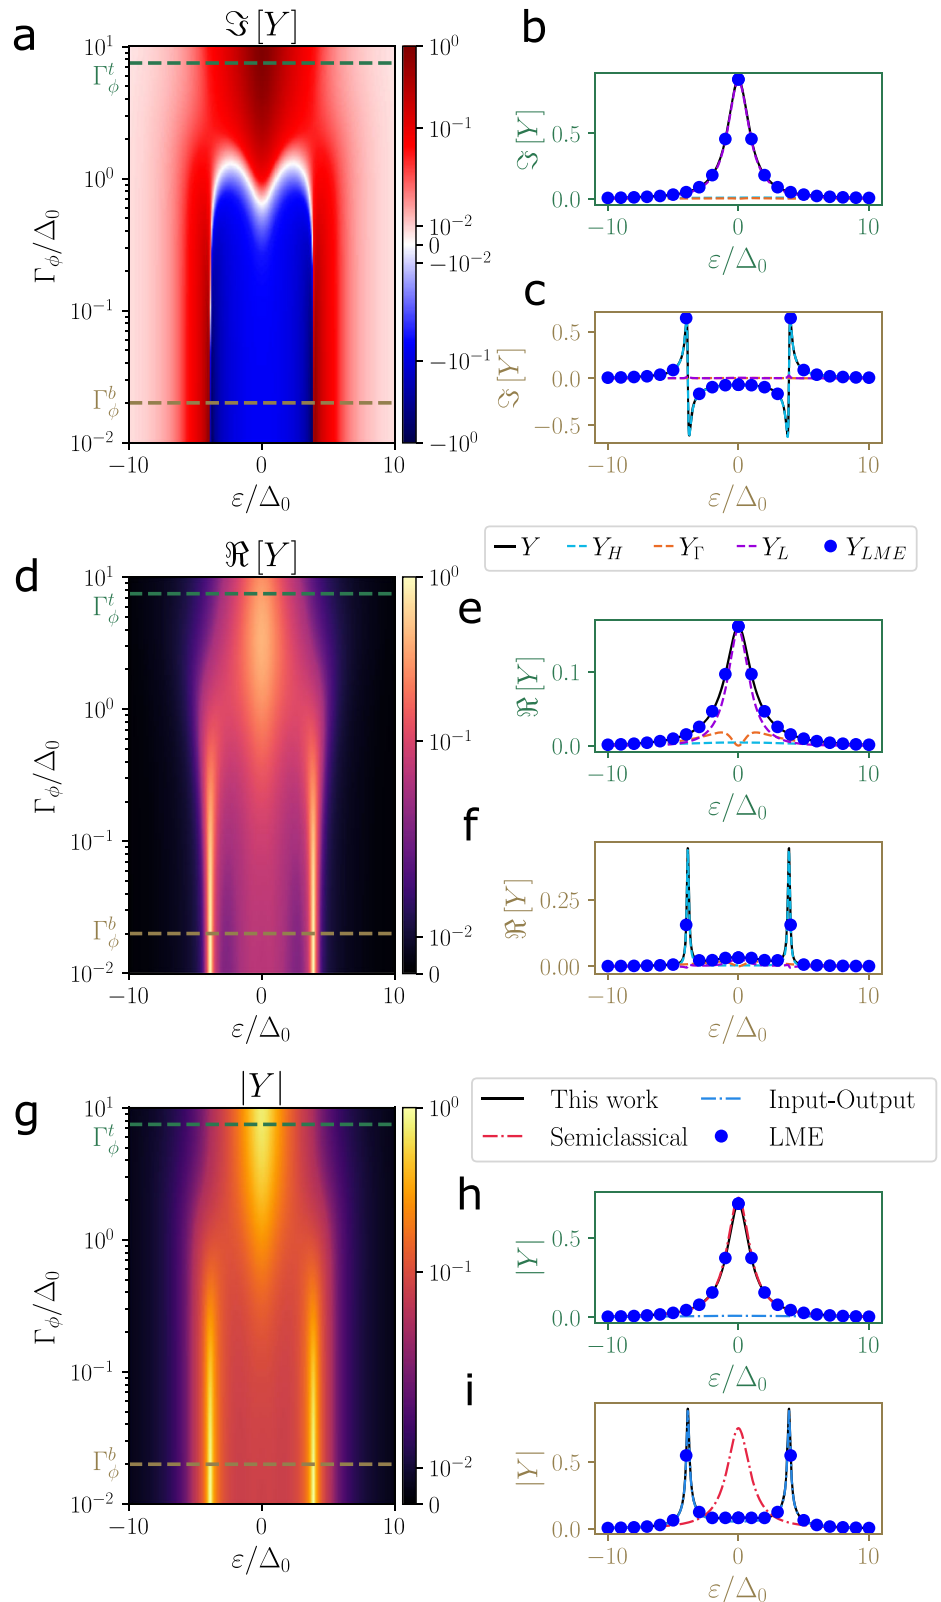 a
ℑ[Y]
10¹
10⁰
10⁻¹
10⁻²
Γ_ϕ/Δ₀
Γ_ϕ^t
Γ_ϕ^b
−10
0
10
ε/Δ₀
10⁰
10⁻¹
10⁻²
0
−10⁻²
−10⁻¹
−10⁰
b
ℑ[Y]
0.5
0.0
−10
0
10
ε/Δ₀
c
ℑ[Y]
0.5
0.0
−0.5
−10
0
10
ε/Δ₀
Y Y_H Y_Γ Y_L Y_LME
d
ℜ[Y]
10¹
10⁰
10⁻¹
10⁻²
Γ_ϕ/Δ₀
Γ_ϕ^t
Γ_ϕ^b
−10
0
10
ε/Δ₀
10⁰
10⁻¹
10⁻²
0
e
ℜ[Y]
0.1
0.0
−10
0
10
ε/Δ₀
f
ℜ[Y]
0.25
0.00
−10
0
10
ε/Δ₀
g
|Y|
10¹
10⁰
10⁻¹
10⁻²
Γ_ϕ/Δ₀
Γ_ϕ^t
Γ_ϕ^b
−10
0
10
ε/Δ₀
10⁰
10⁻¹
10⁻²
0
This work Input-Output
Semiclassical LME
h
|Y|
0.5
0.0
−10
0
10
ε/Δ₀
i
|Y|
0.5
0.0
−10
0
10
ε/Δ₀